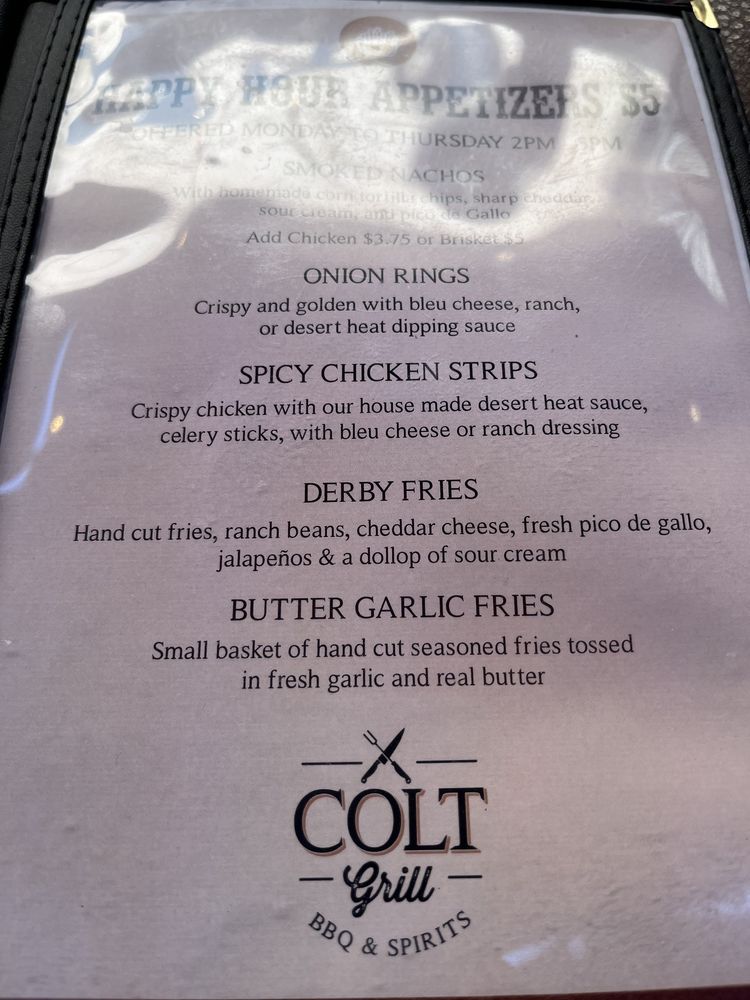 HAPPY HOUR APPETIZERS $5
OFFERED MONDAY TO THURSDAY 2PM - 5PM
SMOKED NACHOS
With homemade corn tortilla chips, sharp cheddar,
sour cream, and pico de Gallo
Add Chicken $3.75 or Brisket $5
ONION RINGS
Crispy and golden with bleu cheese, ranch,
or desert heat dipping sauce
SPICY CHICKEN STRIPS
Crispy chicken with our house made desert heat sauce,
celery sticks, with bleu cheese or ranch dressing
DERBY FRIES
Hand cut fries, ranch beans, cheddar cheese, fresh pico de gallo,
jalapeños & a dollop of sour cream
BUTTER GARLIC FRIES
Small basket of hand cut seasoned fries tossed
in fresh garlic and real butter
COLT
Grill
BBQ & SPIRITS